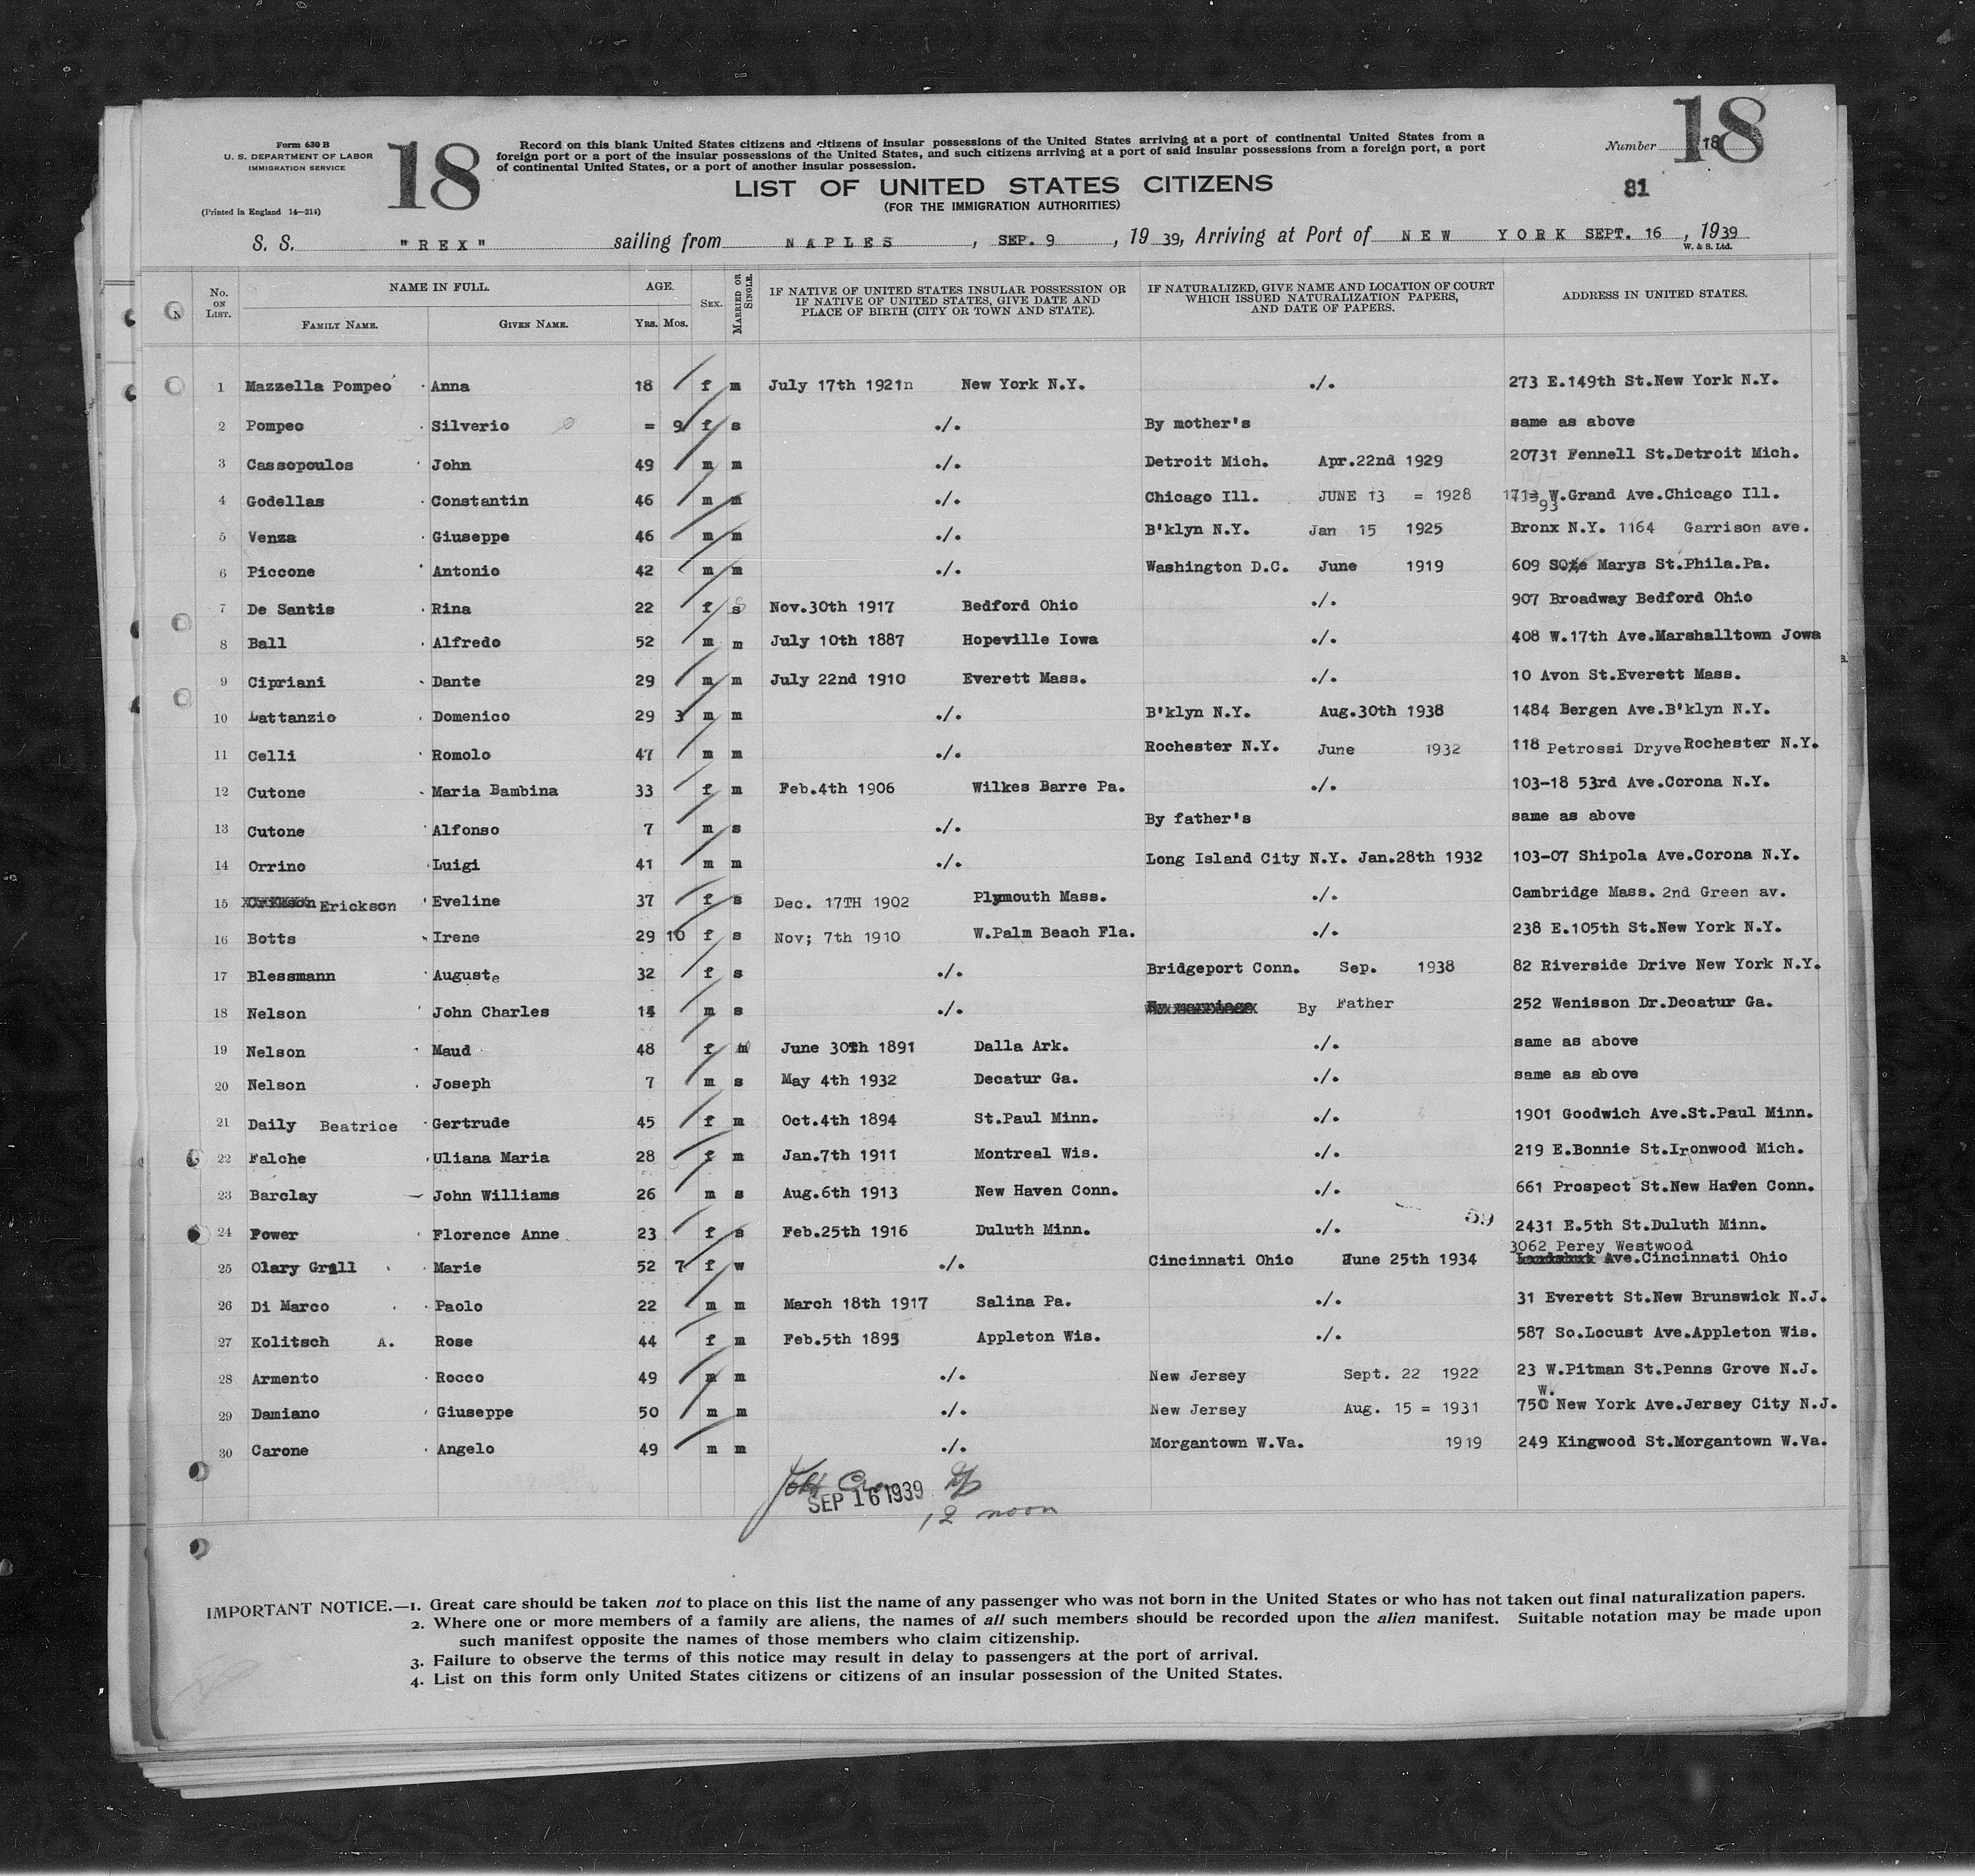 Form 630 B
U. S. DEPARTMENT OF LABOR
IMMIGRATION SERVICE
(Printed in England 14—214)
18
Record on this blank United States citizens and citizens of insular possessions of the United States arriving at a port of continental United States from a
foreign port or a port of the insular possessions of the United States, and such citizens arriving at a port of said insular possessions from a foreign port, a port
of continental United States, or a port of another insular possession.
LIST OF UNITED STATES CITIZENS
(FOR THE IMMIGRATION AUTHORITIES)
Number 18
18
81
S. S. "REX" sailing from NAPLES, SEP. 9, 19 39, Arriving at Port of NEW YORK SEPT. 16, 1939
W. & S. Ltd.
No. ON LIST. NAME IN FULL. FAMILY NAME. GIVEN NAME. AGE. YRS. MOS. SEX. MARRIED OR SINGLE. IF NATIVE OF UNITED STATES INSULAR POSSESSION OR IF NATIVE OF UNITED STATES, GIVE DATE AND PLACE OF BIRTH (CITY OR TOWN AND STATE). IF NATURALIZED, GIVE NAME AND LOCATION OF COURT WHICH ISSUED NATURALIZATION PAPERS, AND DATE OF PAPERS. ADDRESS IN UNITED STATES.
1 Mazzella Pompeo Anna 18 f m July 17th 1921n New York N.Y. ./. 273 E.149th St.New York N.Y.
2 Pompeo Silverio = 9 f s ./. By mother's same as above
3 Cassopoulos John 49 m m ./. Detroit Mich. Apr.22nd 1929 20731 Fennell St.Detroit Mich.
4 Godellas Constantin 46 m m ./. Chicago Ill. JUNE 13 = 1928 1713 93 W.Grand Ave.Chicago Ill.
5 Venza Giuseppe 46 m m ./. B'klyn N.Y. Jan 15 1925 Bronx N.Y. 1164 Garrison ave.
6 Piccone Antonio 42 m m ./. Washington D.C. June 1919 609 Marys St.Phila.Pa.
7 De Santis Rina 22 f s Nov.30th 1917 Bedford Ohio ./. 907 Broadway Bedford Ohio
8 Ball Alfredo 52 m m July 10th 1887 Hopeville Iowa ./. 408 W.17th Ave.Marshalltown Jowa
9 Cipriani Dante 29 m m July 22nd 1910 Everett Mass. ./. 10 Avon St.Everett Mass.
10 Lattanzio Domenico 29 3 m m ./. B'klyn N.Y. Aug.30th 1938 1484 Bergen Ave.B'klyn N.Y.
11 Celli Romolo 47 m m ./. Rochester N.Y. June 1932 118 Petrossi Dryve Rochester N.Y.
12 Cutone Maria Bambina 33 f m Feb.4th 1906 Wilkes Barre Pa. ./. 103-18 53rd Ave.Corona N.Y.
13 Cutone Alfonso 7 m s ./. By father's same as above
14 Orrino Luigi 41 m m ./. Long Island City N.Y. Jan.28th 1932 103-07 Shipola Ave.Corona N.Y.
15 Erickson Eveline 37 f s Dec. 17TH 1902 Plymouth Mass. ./. Cambridge Mass. 2nd Green av.
16 Botts Irene 29 10 f s Nov; 7th 1910 W.Palm Beach Fla. ./. 238 E.105th St.New York N.Y.
17 Blessmann Auguste 32 f s ./. Bridgeport Conn. Sep. 1938 82 Riverside Drive New York N.Y.
18 Nelson John Charles m s ./. By marriage By Father 252 Wenisson Dr.Decatur Ga.
19 Nelson Maud 48 f m June 30th 1891 Dalla Ark. ./. same as above
20 Nelson Joseph 7 m s May 4th 1932 Decatur Ga. ./. same as above
21 Daily Beatrice Gertrude 45 f m Oct.4th 1894 St.Paul Minn. ./. 1901 Goodwich Ave.St.Paul Minn.
22 Falche Uliana Maria 28 f m Jan.7th 1911 Montreal Wis. ./. 219 E.Bonnie St.Ironwood Mich.
23 Barclay John Williams 26 m s Aug.6th 1913 New Haven Conn. ./. 661 Prospect St.New Haven Conn.
59
24 Power Florence Anne 23 f s Feb.25th 1916 Duluth Minn. ./. 2431 E.5th St.Duluth Minn.
3062 Perey Westwood
25 Olary Grall Marie 52 7 f w ./. Cincinnati Ohio June 25th 1934 Ave.Cincinnati Ohio
26 Di Marco Paolo 22 m m March 18th 1917 Salina Pa. ./. 31 Everett St.New Brunswick N.J.
27 Kolitsch A. Rose 44 f m Feb.5th 1895 Appleton Wis. ./. 587 So.Locust Ave.Appleton Wis.
28 Armento Rocco 49 m m ./. New Jersey Sept. 22 1922 23 W.Pitman St.Penns Grove N.J.
W.
29 Damiano Giuseppe 50 m m ./. New Jersey Aug. 15 = 1931 750 New York Ave.Jersey City N.J.
30 Carone Angelo 49 m m ./. Morgantown W.Va. 1919 249 Kingwood St.Morgantown W.Va.
SEP 16 1939
12 noon
IMPORTANT NOTICE.—1. Great care should be taken not to place on this list the name of any passenger who was not born in the United States or who has not taken out final naturalization papers.
2. Where one or more members of a family are aliens, the names of all such members should be recorded upon the alien manifest. Suitable notation may be made upon
such manifest opposite the names of those members who claim citizenship.
3. Failure to observe the terms of this notice may result in delay to passengers at the port of arrival.
4. List on this form only United States citizens or citizens of an insular possession of the United States.